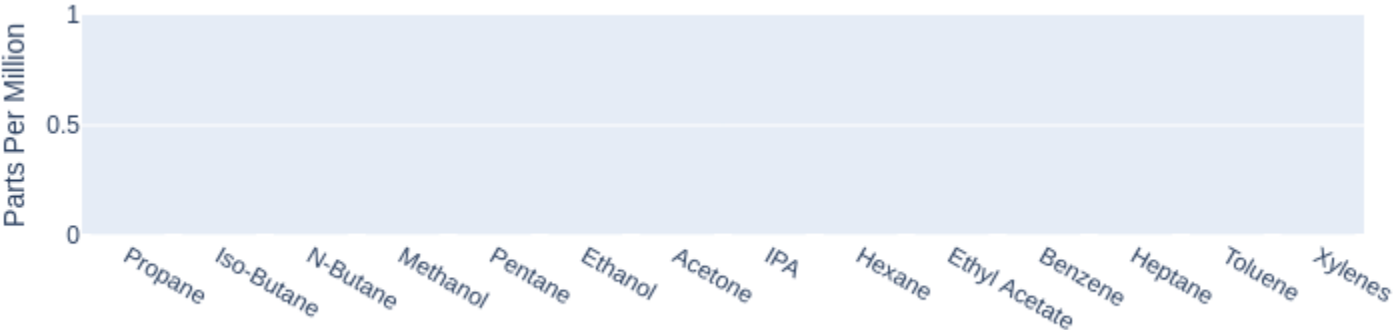 Parts Per Million
1
0.5
0
Propane
Iso-Butane
N-Butane
Methanol
Pentane
Ethanol
Acetone
IPA
Hexane
Ethyl Acetate
Benzene
Heptane
Toluene
Xylenes